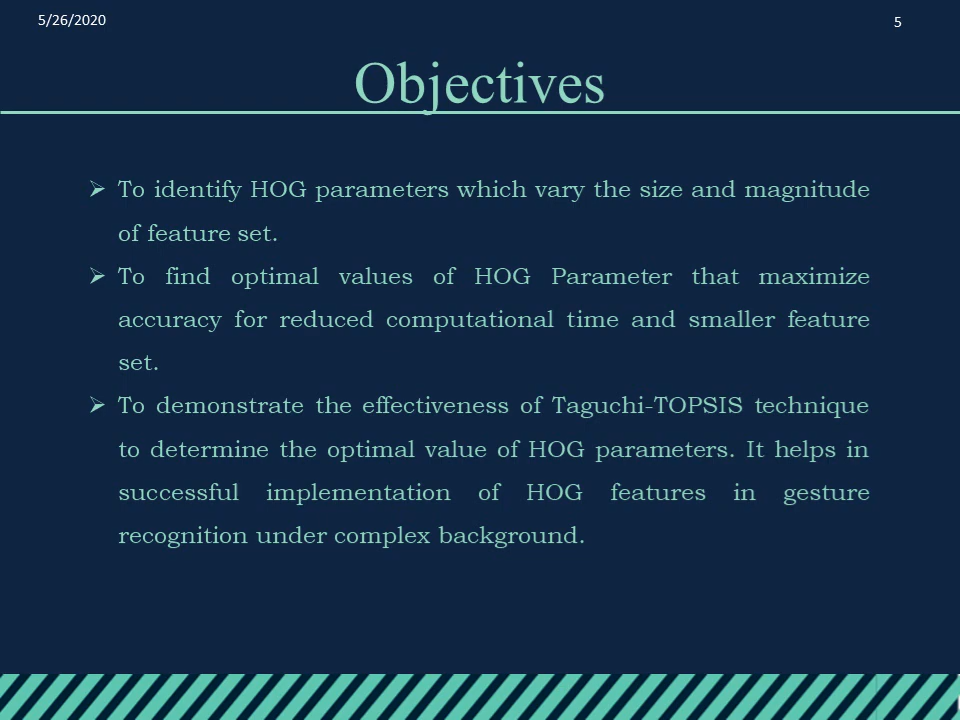 5/26/2020
5
Objectives
➢ To identify HOG parameters which vary the size and magnitude
of feature set.
➢ To find optimal values of HOG Parameter that maximize
accuracy for reduced computational time and smaller feature
set.
➢ To demonstrate the effectiveness of Taguchi-TOPSIS technique
to determine the optimal value of HOG parameters. It helps in
successful implementation of HOG features in gesture
recognition under complex background.